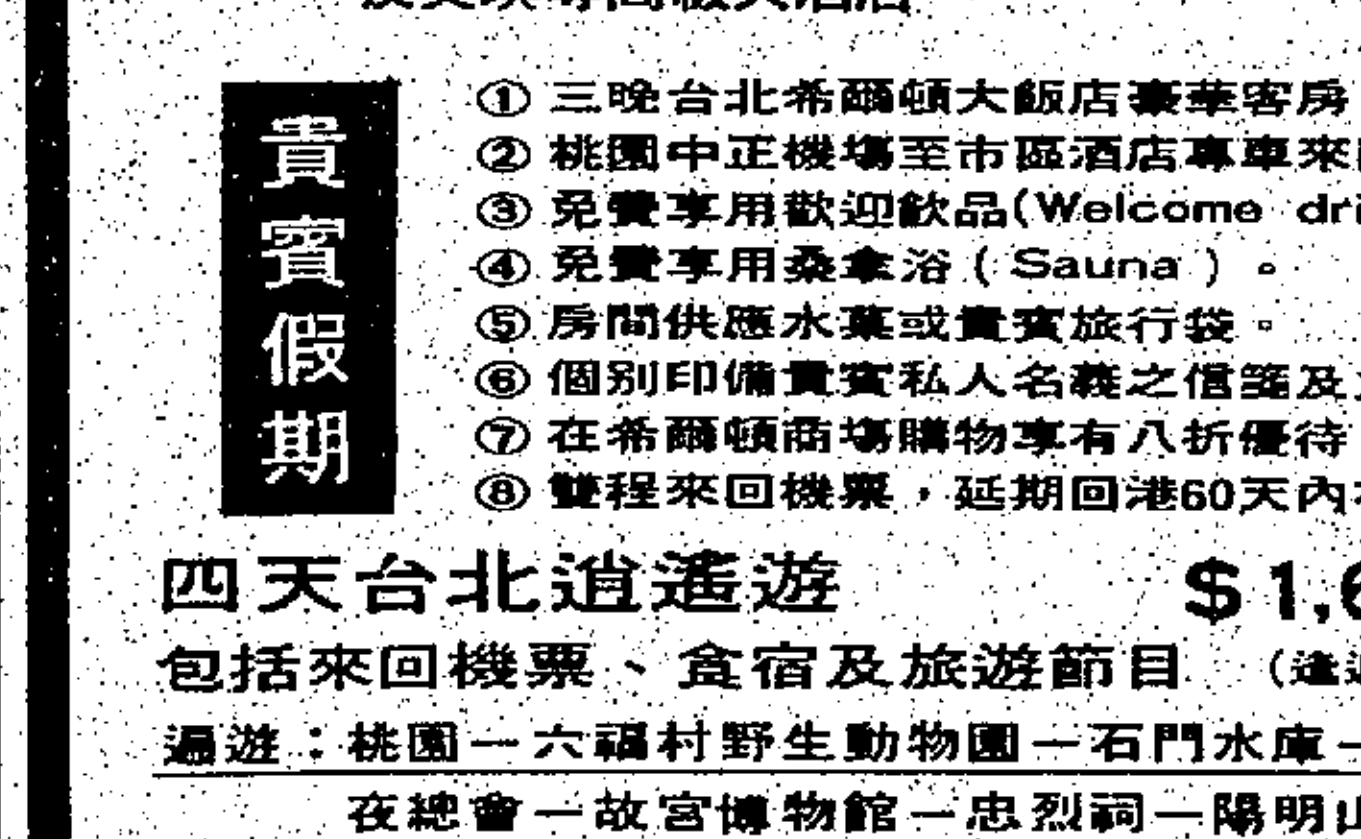 貴賓假期
① 三晚台北希爾頓大飯店豪華客房
② 桃園中正機場至市區酒店專車來
③ 免費享用歡迎飲品(Welcome dri
④ 免費享用桑拿浴(Sauna)。
⑤ 房間供應水菓或貴賓旅行袋。
⑥ 個別印備貴賓私人名義之信箋及
⑦ 在希爾頓商場購物享有八折優待
⑧ 雙程來回機票，延期回港60天內
四天台北逍遙遊 $1,6
包括來回機票、食宿及旅遊節目 (逢
遍遊：桃園—六福村野生動物園—石門水庫—
夜總會—故宮博物館—忠烈祠—陽明山